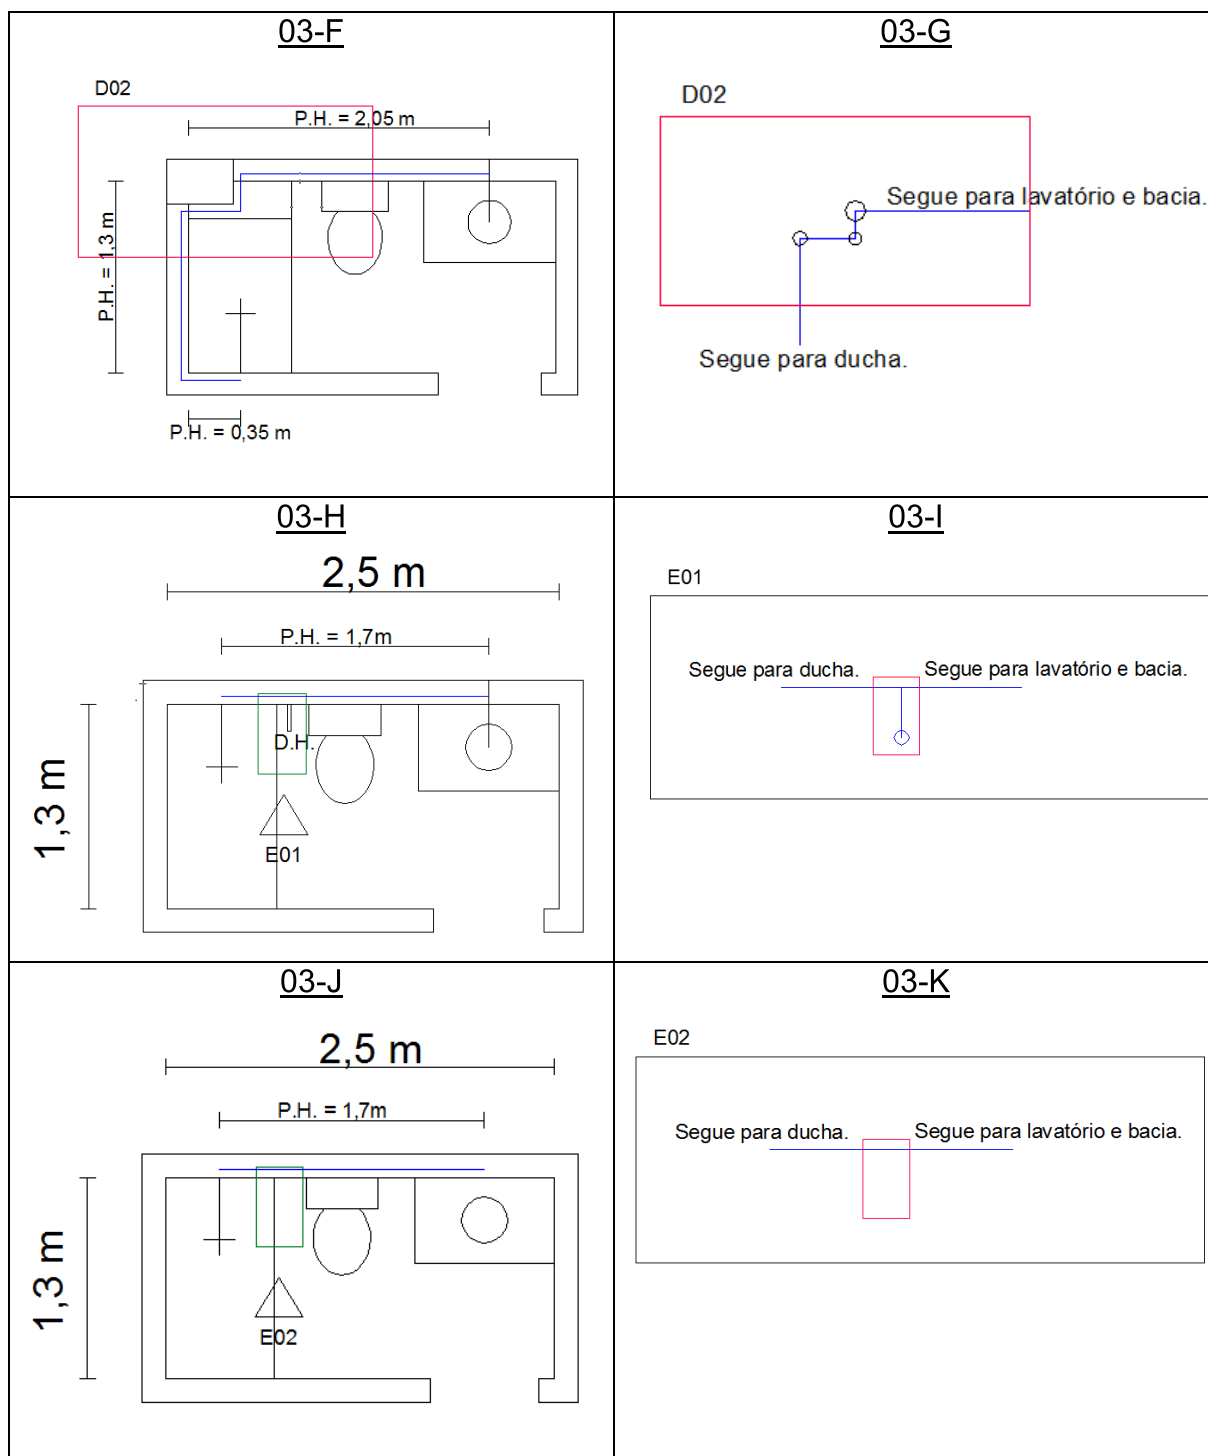 03-F
D02
P.H. = 2,05 m
P.H. = 1,3 m
P.H. = 0,35 m
03-G
D02
Segue para lavatório e bacia.
Segue para ducha.
03-H
2,5 m
P.H. = 1,7m
D.H.
1,3 m
E01
03-I
E01
Segue para ducha.
Segue para lavatório e bacia.
03-J
2,5 m
P.H. = 1,7m
1,3 m
E02
03-K
E02
Segue para ducha.
Segue para lavatório e bacia.